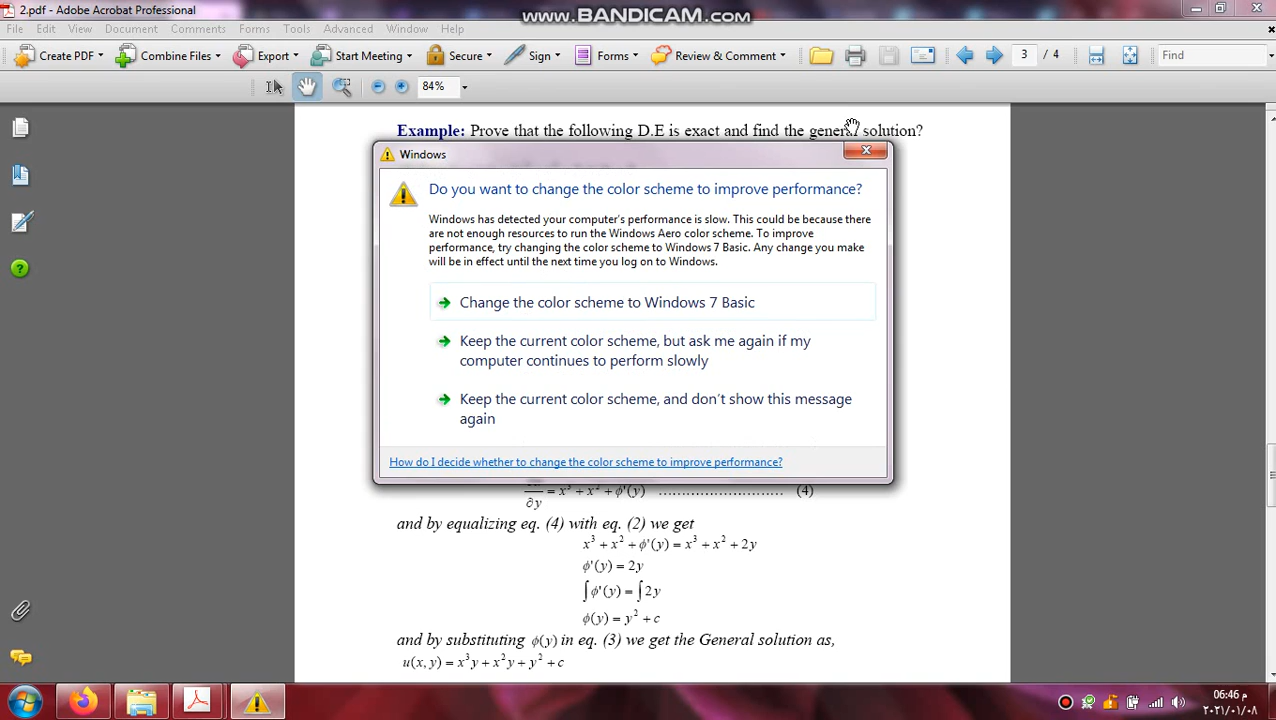 2.pdf - Adobe Acrobat Professional
www.BANDICAM.com
File Edit View Document Comments Forms Tools Advanced Window Help
Create PDF Combine Files Export Start Meeting Secure Sign Forms Review & Comment 3 / 4 Find
84%
Example: Prove that the following D.E is exact and find the general solution?
Windows
Do you want to change the color scheme to improve performance?
Windows has detected your computer's performance is slow. This could be because there
are not enough resources to run the Windows Aero color scheme. To improve
performance, try changing the color scheme to Windows 7 Basic. Any change you make
will be in effect until the next time you log on to Windows.
Change the color scheme to Windows 7 Basic
Keep the current color scheme, but ask me again if my
computer continues to perform slowly
Keep the current color scheme, and don't show this message
again
How do I decide whether to change the color scheme to improve performance?
∂y = x³ + x² + ϕ'(y) ............................ (4)
and by equalizing eq. (4) with eq. (2) we get
x³ + x² + ϕ'(y) = x³ + x² + 2y
ϕ'(y) = 2y
∫ϕ'(y) = ∫2y
ϕ(y) = y² + c
and by substituting ϕ(y) in eq. (3) we get the General solution as,
u(x, y) = x³y + x²y + y² + c
06:46 م
٢٠٢١/٠١/٠٨